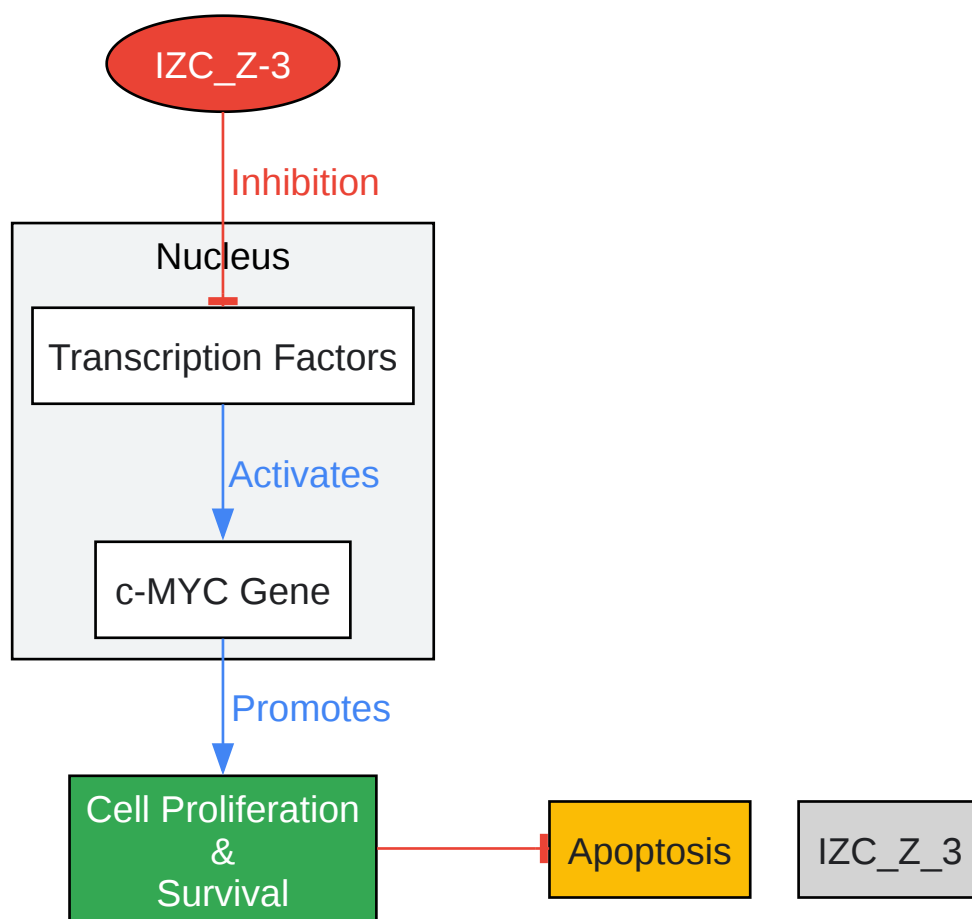 IZC_Z-3
Inhibition
Nucleus
Transcription Factors
Activates
c-MYC Gene
Promotes
Cell Proliferation
&
Survival
Apoptosis
IZC_Z_3